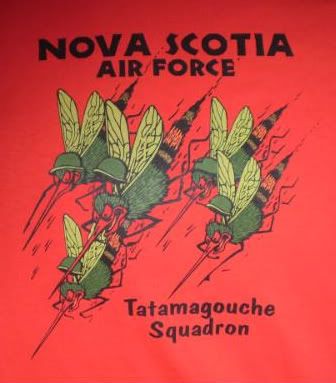 NOVA SCOTIA
AIR FORCE
Tatamagouche
Squadron